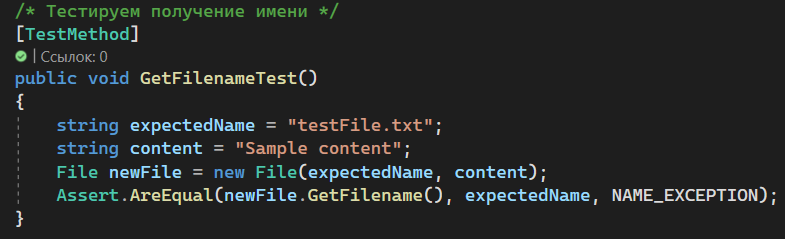 /* Тестируем получение имени */
[TestMethod]
| Ссылок: 0
public void GetFilenameTest()
{
    string expectedName = "testFile.txt";
    string content = "Sample content";
    File newFile = new File(expectedName, content);
    Assert.AreEqual(newFile.GetFilename(), expectedName, NAME_EXCEPTION);
}